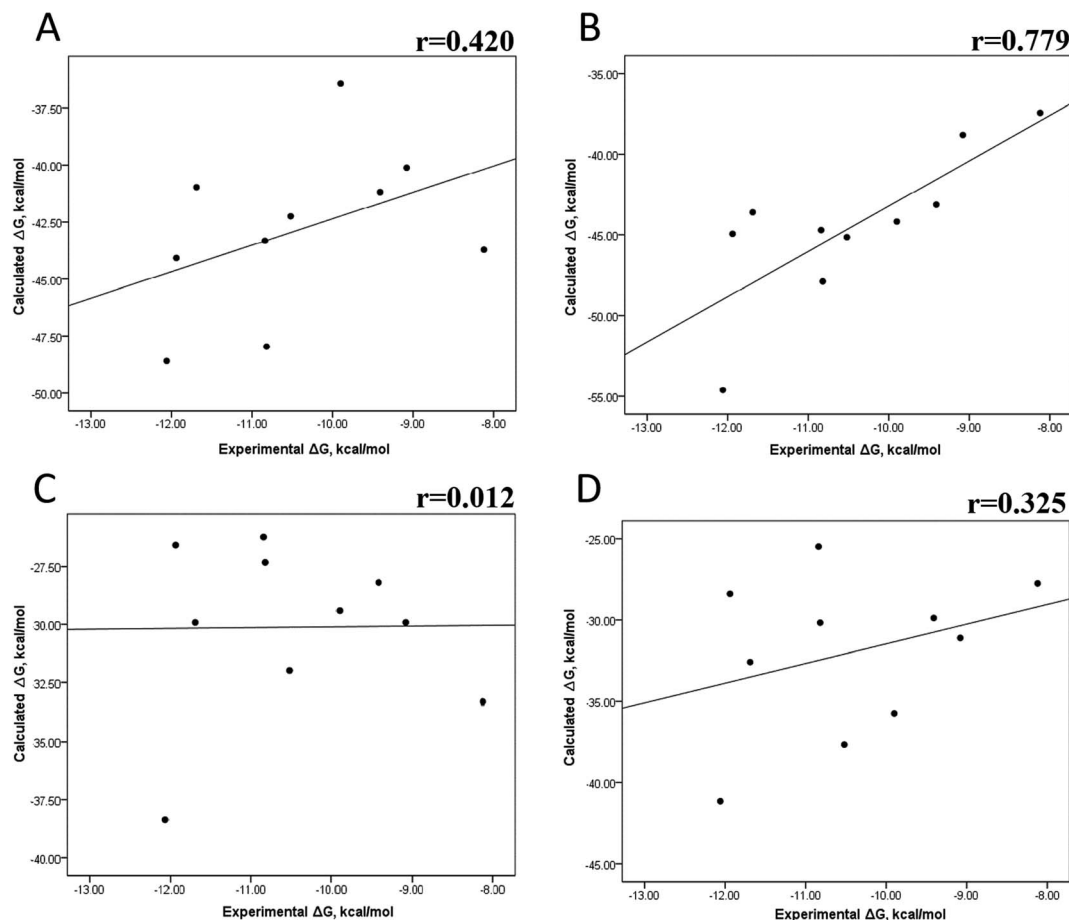 A
r=0.420
Calculated ΔG, kcal/mol
-37.50
-40.00
-42.50
-45.00
-47.50
-50.00
-13.00 -12.00 -11.00 -10.00 -9.00 -8.00
Experimental ΔG, kcal/mol
B
r=0.779
Calculated ΔG, kcal/mol
-35.00
-40.00
-45.00
-50.00
-55.00
-13.00 -12.00 -11.00 -10.00 -9.00 -8.00
Experimental ΔG, kcal/mol
C
r=0.012
Calculated ΔG, kcal/mol
-27.50
-30.00
-32.50
-35.00
-37.50
-40.00
-13.00 -12.00 -11.00 -10.00 -9.00 -8.00
Experimental ΔG, kcal/mol
D
r=0.325
Calculated ΔG, kcal/mol
-25.00
-30.00
-35.00
-40.00
-45.00
-13.00 -12.00 -11.00 -10.00 -9.00 -8.00
Experimental ΔG, kcal/mol